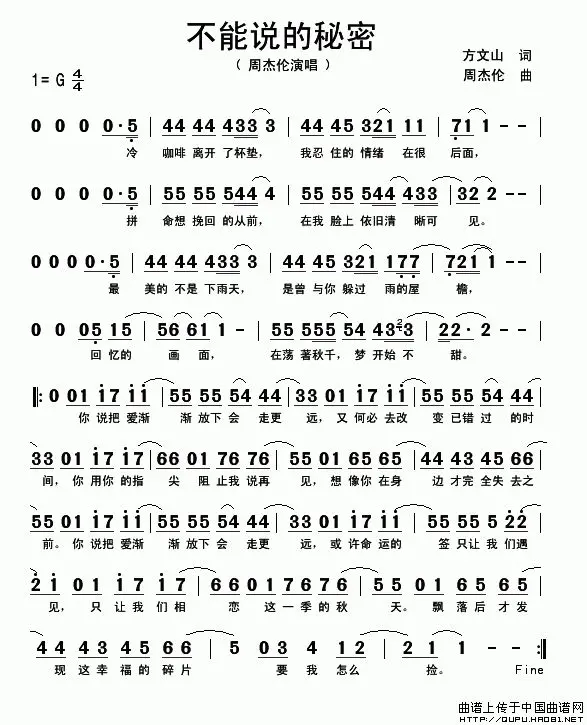 不能说的秘密
（ 周杰伦演唱 ）
方文山 词
周杰伦 曲
1= G 4/4
0 0 0 0·5 | 44 44 4433 3 | 44 45 3211 11 | 71 1 - - |
冷 咖啡 离开 了杯垫， 我忍 住的 情绪 在很 后面，
0 0 0 0·5 | 55 55 5544 4 | 55 55 5444 433 | 332 2 - - |
拼 命想 挽回 的从前， 在我 脸上 依旧清 晰可 见。
0 0 0 0·5 | 44 44 4433 3 | 44 45 321 177 | 721 1 - - |
最 美的 不是 下雨天， 是曾 与你 躲过 雨的屋 檐，
0 0 05 15 | 56 61 1 - | 55 555 54 4323 | 22· 2 - - |
回忆的 画 面， 在荡 著秋千， 梦开始不 甜。
‖: 0 01 17 11 | 55 55 54 44 | 33 01 17 11 | 55 55 54 44 |
你说把 爱渐 渐 放下 会 走更 远，又 何必 去改 变 已错 过 的时
33 01 17 11 | 66 01 76 76 | 55 01 65 65 | 44 43 45 66 |
间，你 用你 的指 尖 阻止 我说 再 见，想 像你 在身 边 才完 全失 去之
55 01 17 11 | 55 55 54 44 | 33 01 17 11 | 55 55 5 22 |
前。你 说把 爱渐 渐 放下 会 走更 远，或 许命 运的 签 只让 我 们遇
21 01 17 17 | 6601 76 76 | 55 01 65 65 |
见， 只 让我 们相 恋 这一 季的 秋 天。飘 落后 才发
44 43 45 66 | 5 03 4 12 | 21 1 - :‖
现 这幸 福的 碎片 要 我 怎么 捡。 Fine
曲谱上传于中国曲谱网
HTTP://QUPU.HAO81.NET